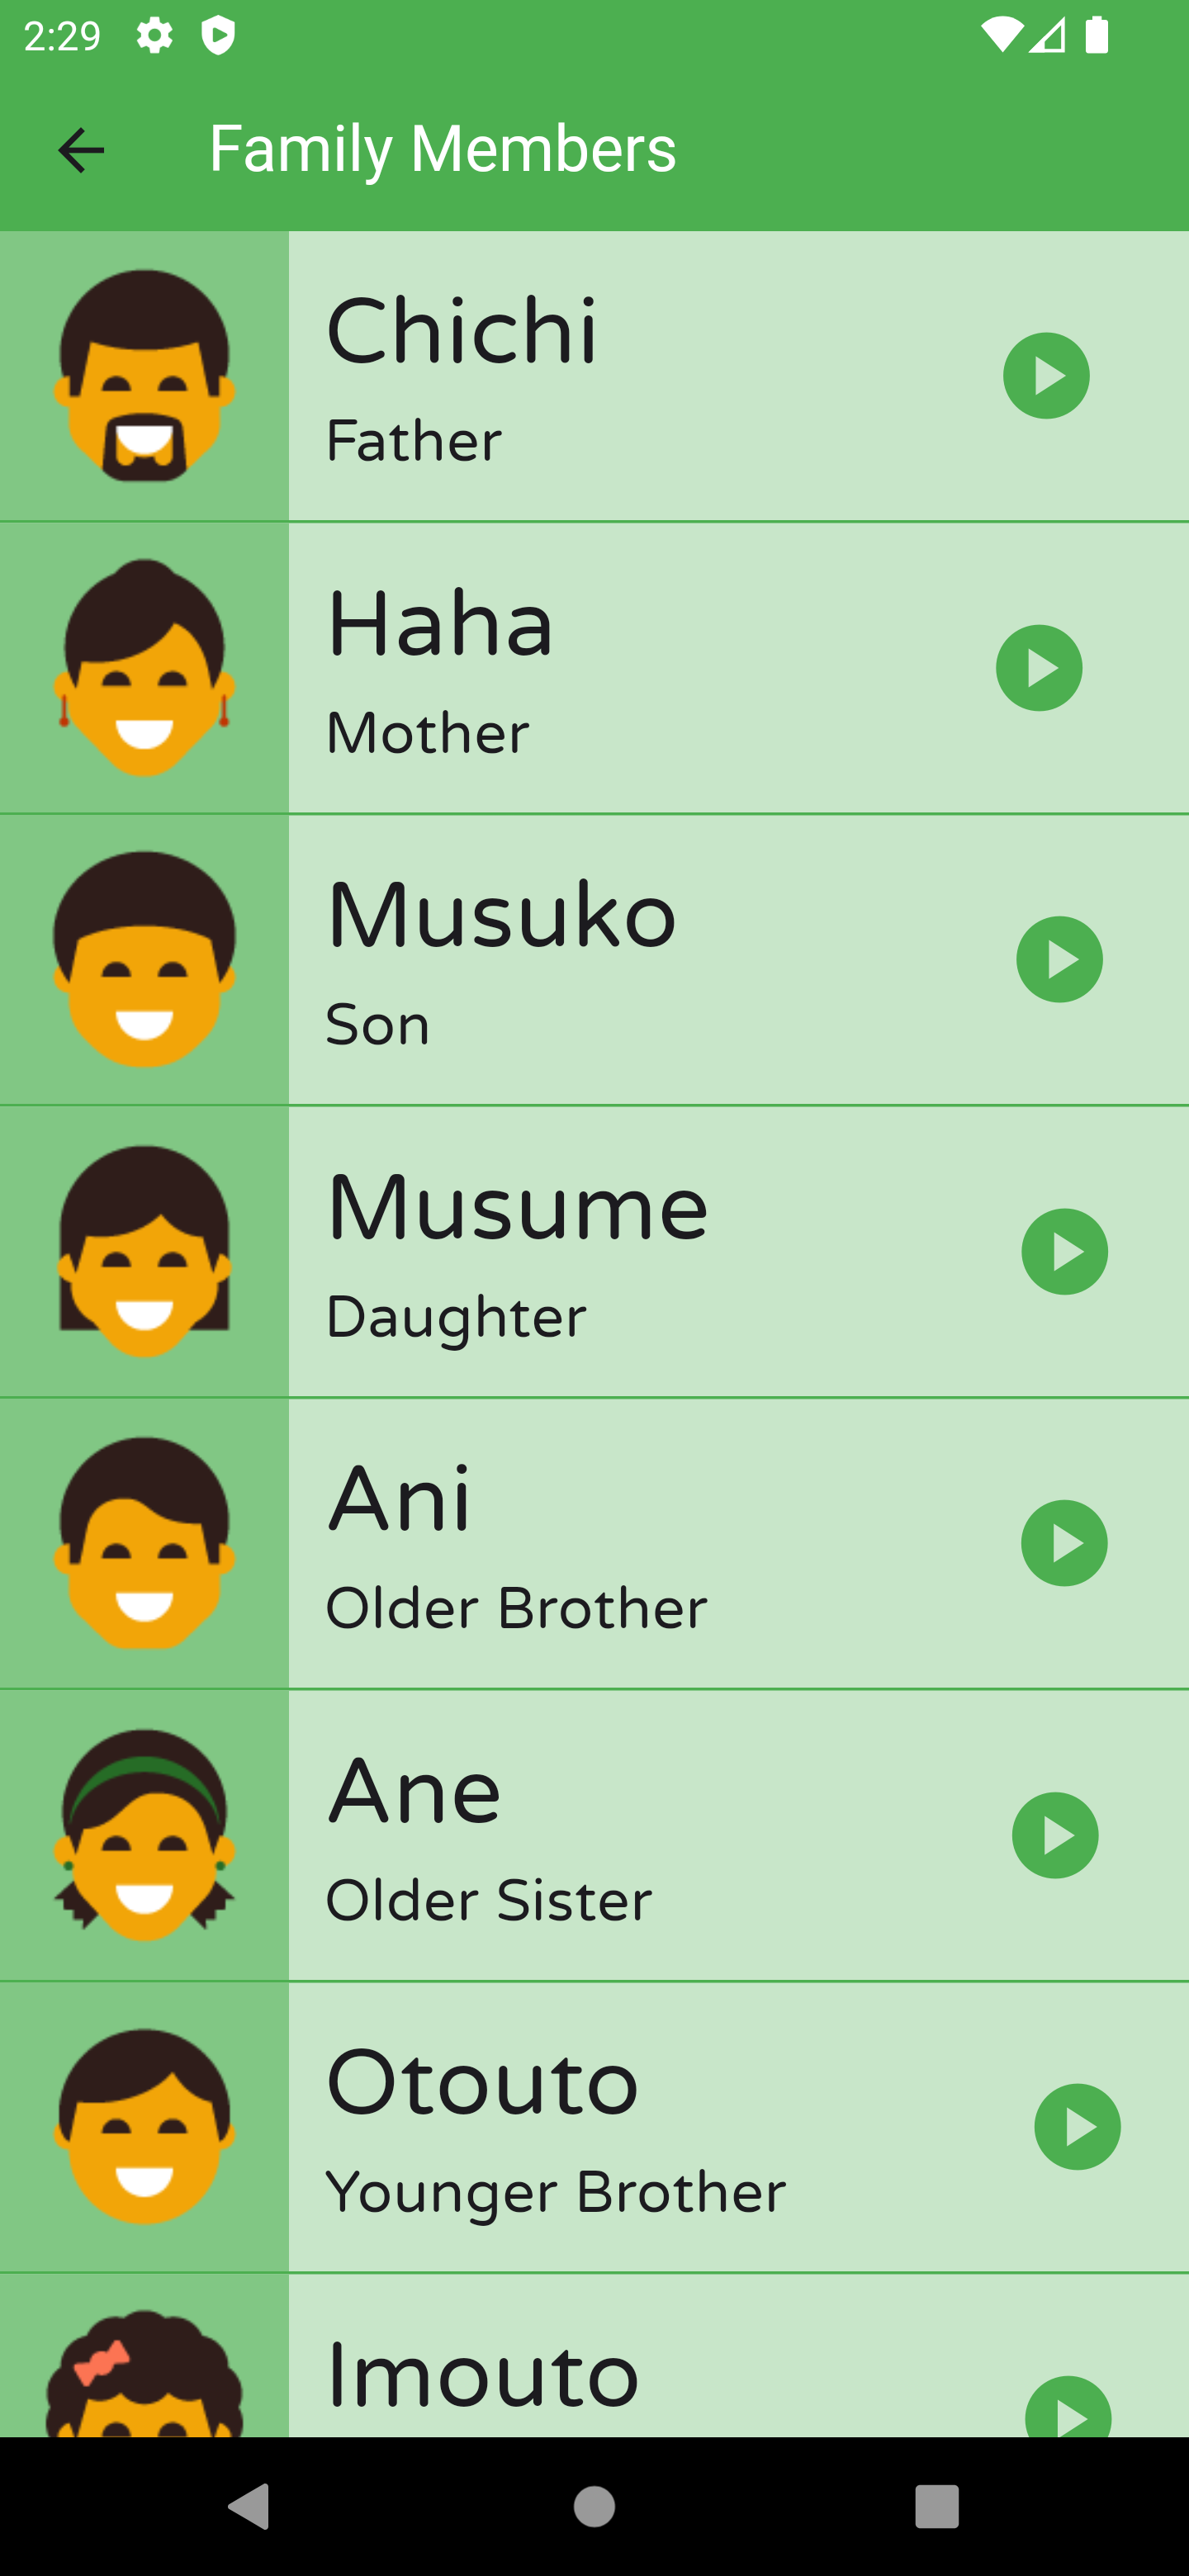 2:29
Family Members
Chichi
Father
Haha
Mother
Musuko
Son
Musume
Daughter
Ani
Older Brother
Ane
Older Sister
Otouto
Younger Brother
Imouto